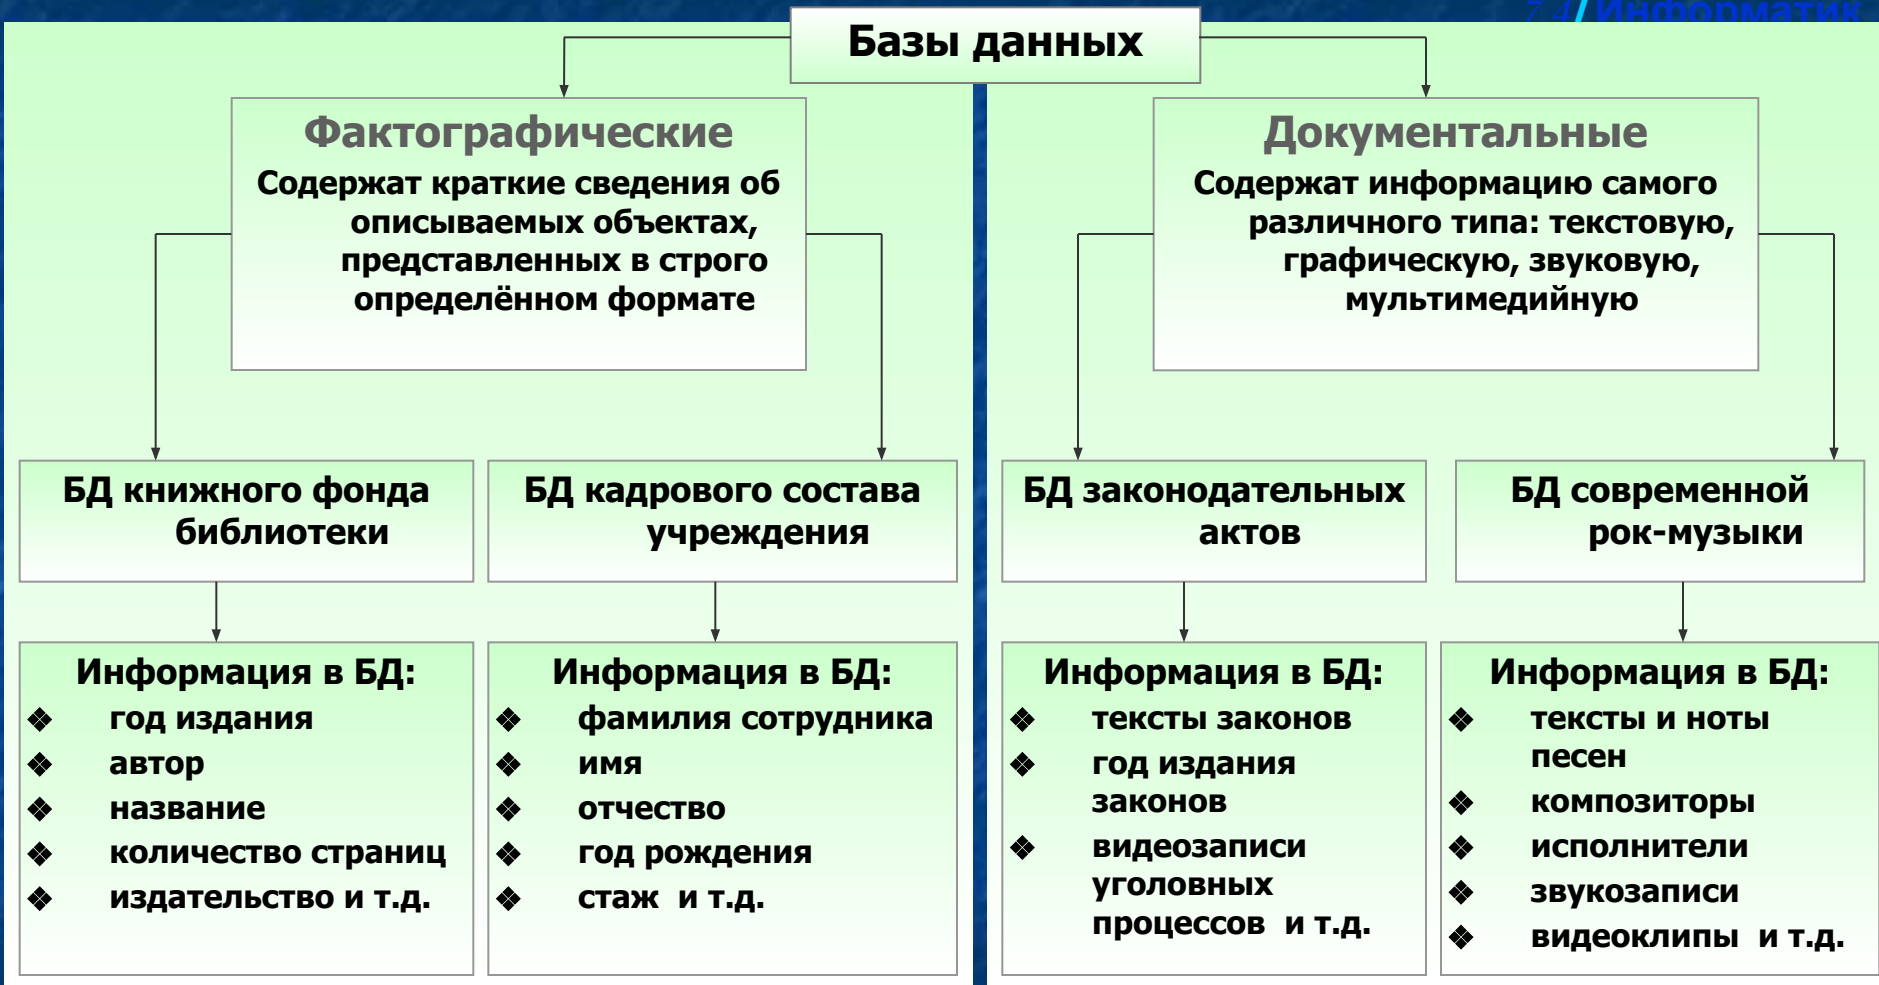 7.4/Информатик
Базы данных
Фактографические
Содержат краткие сведения об
описываемых объектах,
представленных в строго
определённом формате
Документальные
Содержат информацию самого
различного типа: текстовую,
графическую, звуковую,
мультимедийную
БД книжного фонда
библиотеки
БД кадрового состава
учреждения
БД законодательных
актов
БД современной
рок-музыки
Информация в БД:
❖ год издания
❖ автор
❖ название
❖ количество страниц
❖ издательство и т.д.
Информация в БД:
❖ фамилия сотрудника
❖ имя
❖ отчество
❖ год рождения
❖ стаж и т.д.
Информация в БД:
❖ тексты законов
❖ год издания
законов
❖ видеозаписи
уголовных
процессов и т.д.
Информация в БД:
❖ тексты и ноты
песен
❖ композиторы
❖ исполнители
❖ звукозаписи
❖ видеоклипы и т.д.